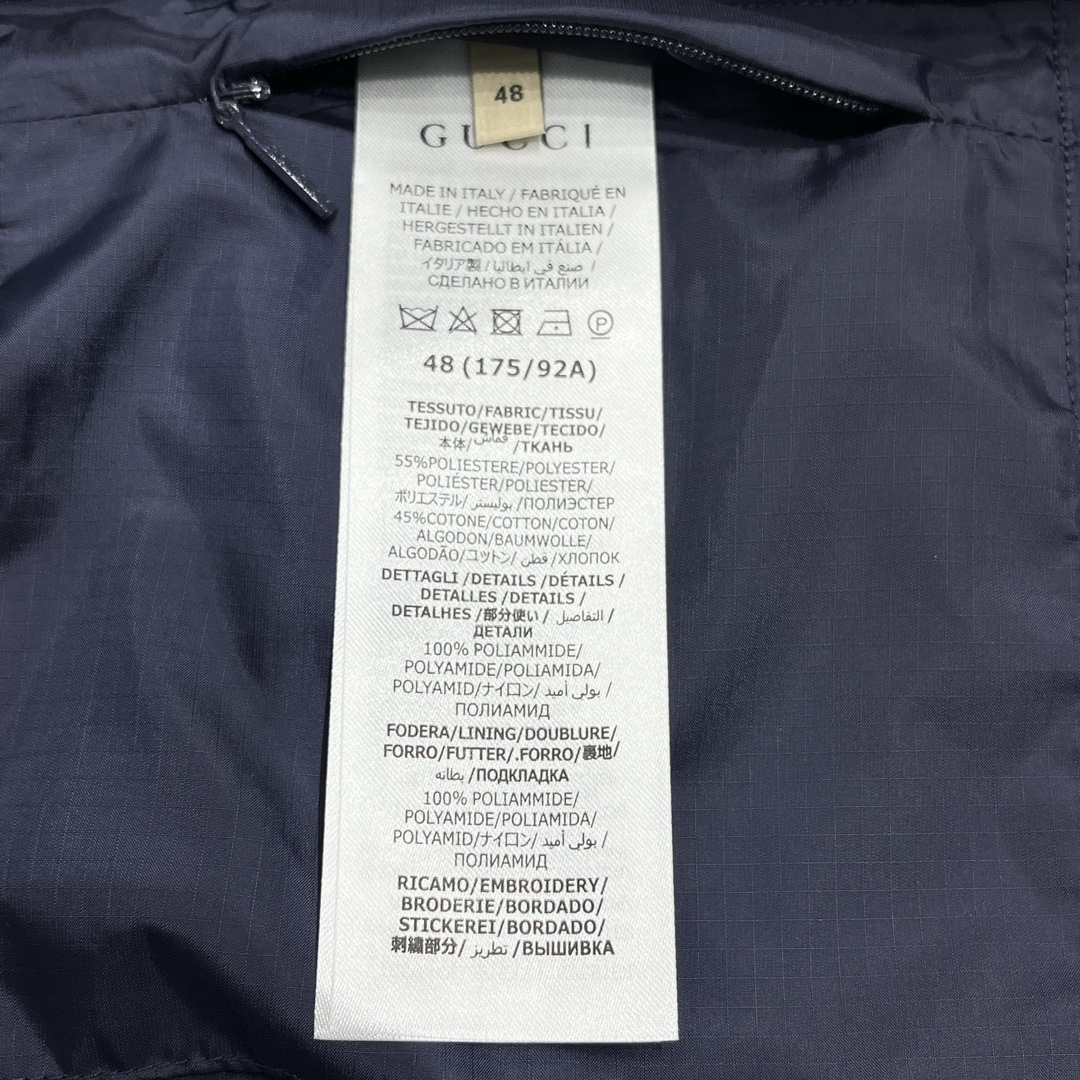 48
GUCCI
MADE IN ITALY / FABRIQUÉ EN
ITALIE / HECHO EN ITALIA /
HERGESTELLT IN ITALIEN /
FABRICADO EM ITÁLIA /
イタリア製 / صنع في ايطاليا /
СДЕЛАНО В ИТАЛИИ
P
48 (175/92A)
TESSUTO/FABRIC/TISSU/
TEJIDO/GEWEBE/TECIDO/
本体/ قماش /ТКАНЬ
55%POLIESTERE/POLYESTER/
POLIÉSTER/POLIESTER/
ポリエステル/ بوليستر /ПОЛИЭСТЕР
45%COTONE/COTTON/COTON/
ALGODON/BAUMWOLLE/
ALGODÃO/コットン/ قطن /ХЛОПОК
DETTAGLI /DETAILS /DÉTAILS /
DETALLES /DETAILS /
DETALHES /部分使い / التفاصيل /
ДЕТАЛИ
100% POLIAMMIDE/
POLYAMIDE/POLIAMIDA/
POLYAMID/ナイロン/ بولي أميد /
ПОЛИАМИД
FODERA/LINING/DOUBLURE/
FORRO/FUTTER/.FORRO/裏地/
بطانه /ПОДКЛАДКА
100% POLIAMMIDE/
POLYAMIDE/POLIAMIDA/
POLYAMID/ナイロン/ بولي أميد /
ПОЛИАМИД
RICAMO/EMBROIDERY/
BRODERIE/BORDADO/
STICKEREI/BORDADO/
刺繍部分/ تطريز /ВЫШИВКА